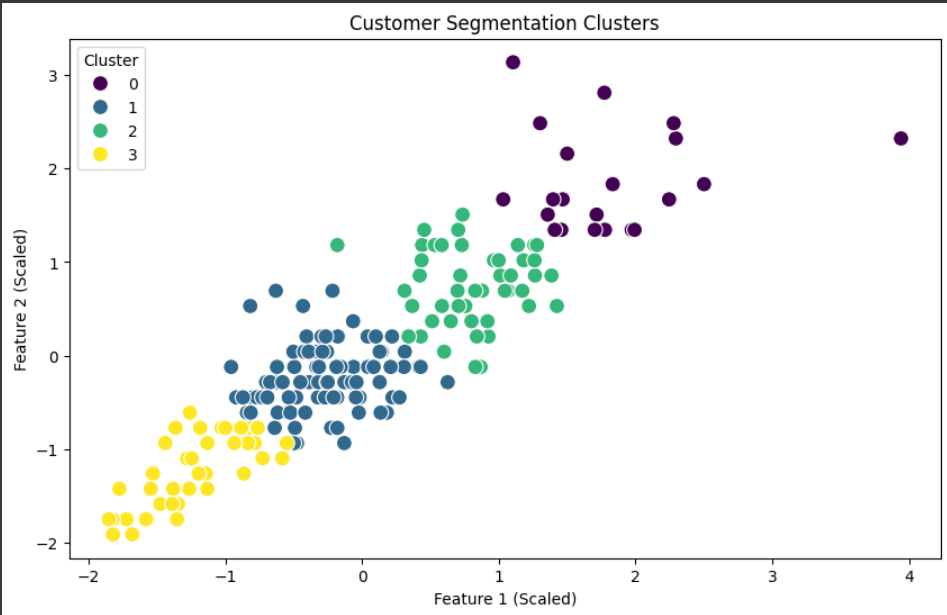 Customer Segmentation Clusters
Cluster
0
1
2
3
3
2
1
0
−1
−2
Feature 2 (Scaled)
−2 −1 0 1 2 3 4
Feature 1 (Scaled)